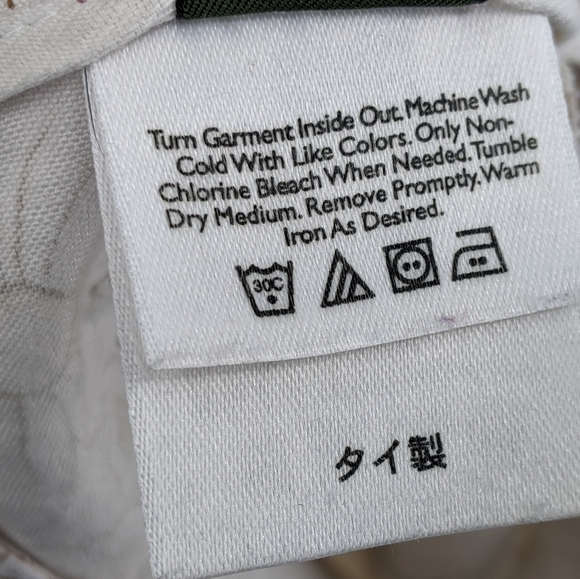 Turn Garment Inside Out. Machine Wash
Cold With Like Colors. Only Non-
Chlorine Bleach When Needed. Tumble
Dry Medium. Remove Promptly. Warm
Iron As Desired.
30C
タイ製